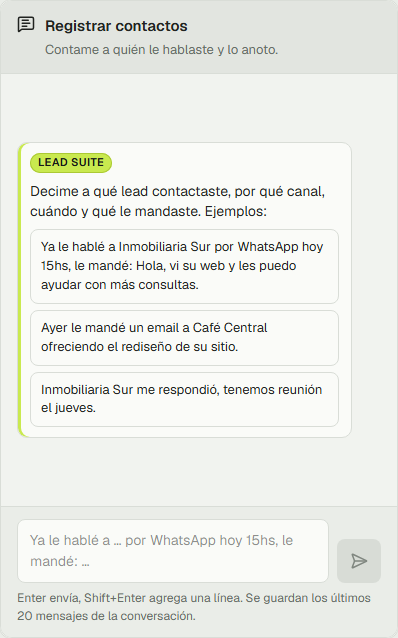 Registrar contactos
Contame a quién le hablaste y lo anoto.
LEAD SUITE
Decime a qué lead contactaste, por qué canal,
cuándo y qué le mandaste. Ejemplos:
Ya le hablé a Inmobiliaria Sur por WhatsApp hoy
15hs, le mandé: Hola, vi su web y les puedo
ayudar con más consultas.
Ayer le mandé un email a Café Central
ofreciendo el rediseño de su sitio.
Inmobiliaria Sur me respondió, tenemos reunión
el jueves.
Ya le hablé a … por WhatsApp hoy 15hs, le
mandé: …
Enter envía, Shift+Enter agrega una línea. Se guardan los últimos
20 mensajes de la conversación.